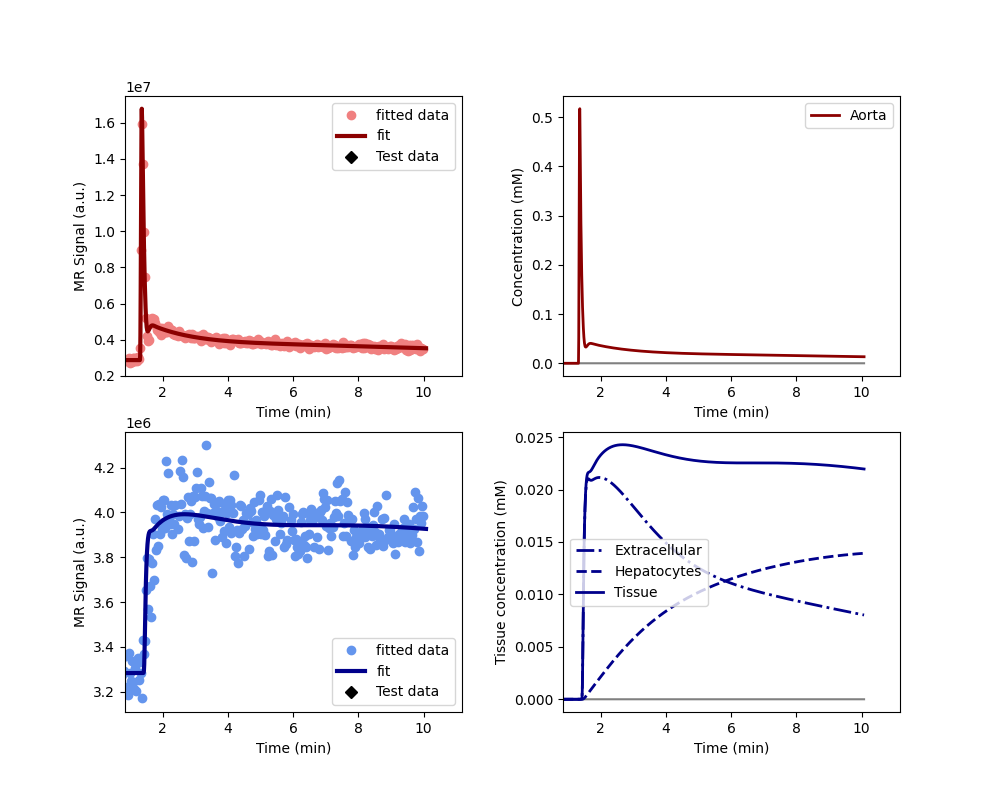 1e7
1.6
1.4
1.2
1.0
0.8
0.6
0.4
0.2
MR Signal (a.u.)
2 4 6 8 10
Time (min)
fitted data
fit
Test data
0.5
0.4
0.3
0.2
0.1
0.0
Concentration (mM)
2 4 6 8 10
Time (min)
Aorta
1e6
4.2
4.0
3.8
3.6
3.4
3.2
MR Signal (a.u.)
2 4 6 8 10
Time (min)
fitted data
fit
Test data
0.025
0.020
0.015
0.010
0.005
0.000
Tissue concentration (mM)
2 4 6 8 10
Time (min)
Extracellular
Hepatocytes
Tissue